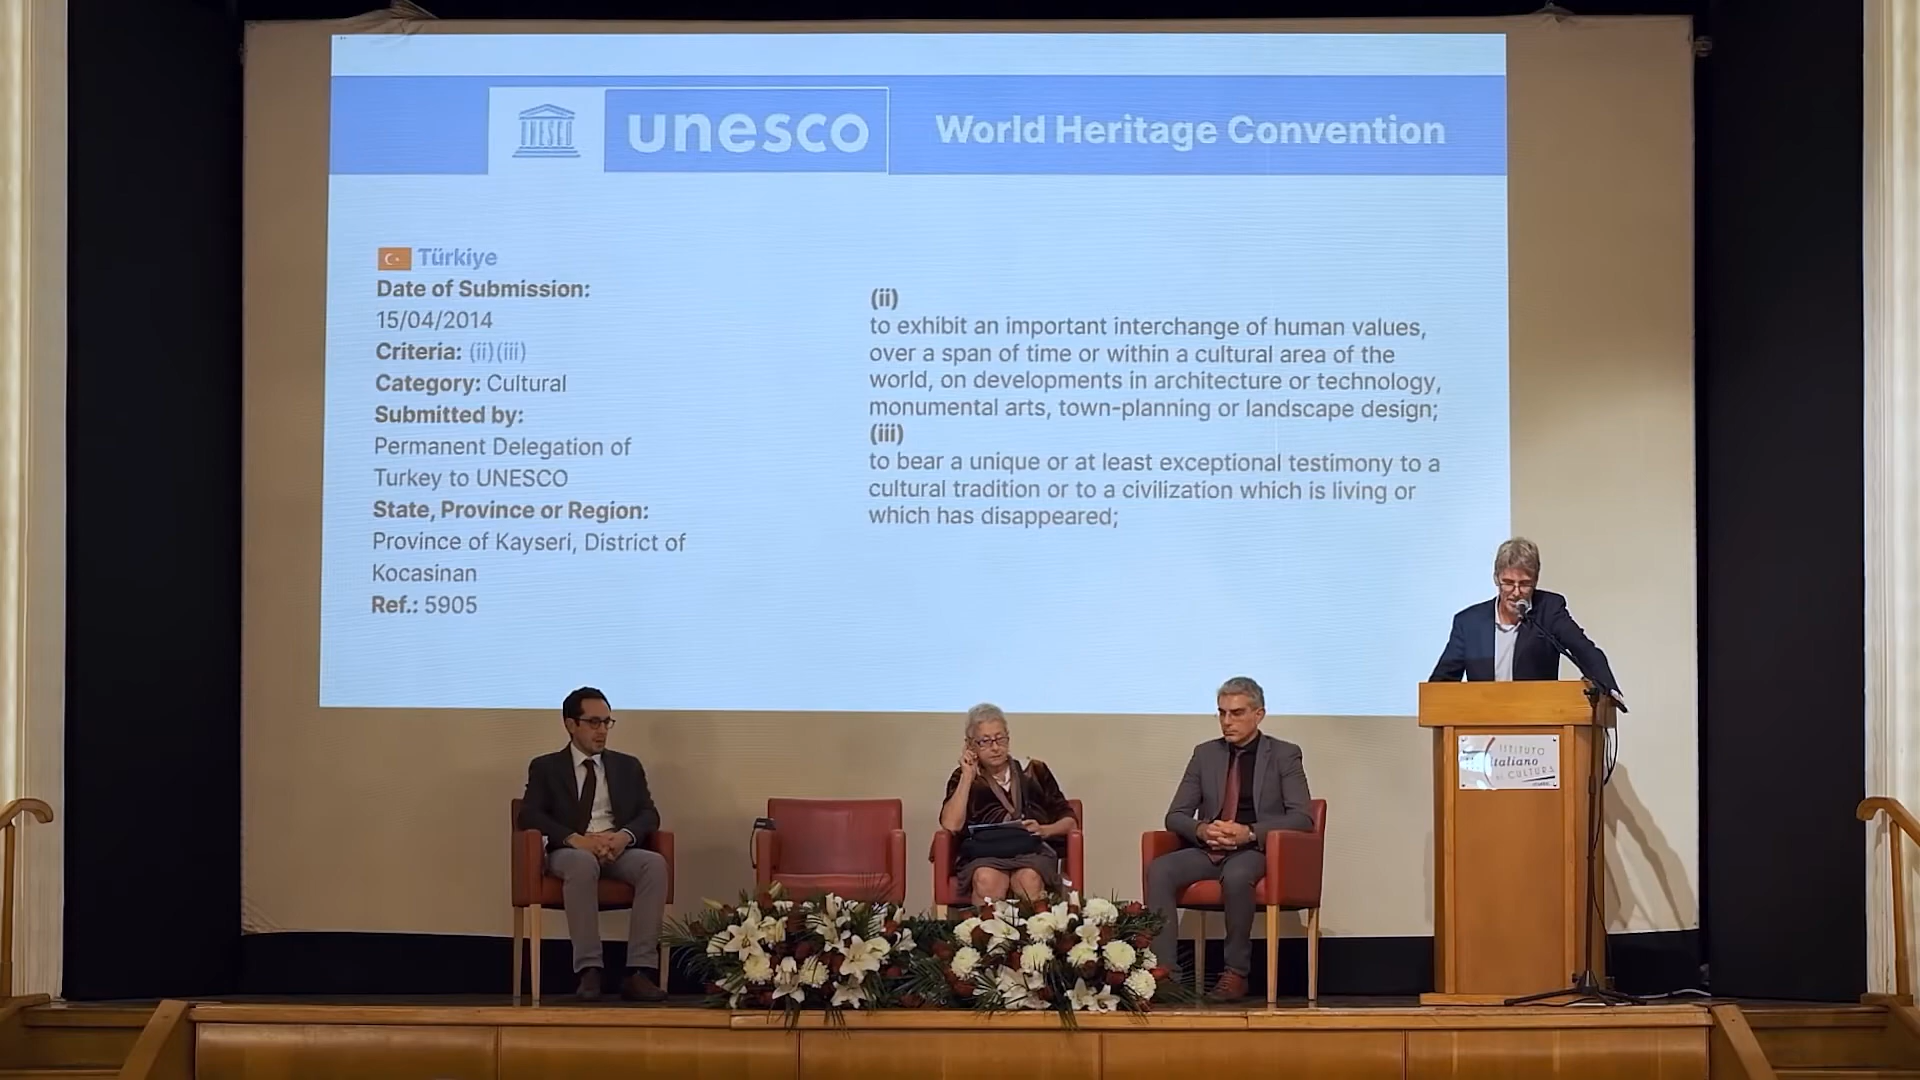 UNESCO
unesco
World Heritage Convention
Türkiye
Date of Submission:
15/04/2014
Criteria: (ii)(iii)
Category: Cultural
Submitted by:
Permanent Delegation of
Turkey to UNESCO
State, Province or Region:
Province of Kayseri, District of
Kocasinan
Ref.: 5905
(ii)
to exhibit an important interchange of human values,
over a span of time or within a cultural area of the
world, on developments in architecture or technology,
monumental arts, town-planning or landscape design;
(iii)
to bear a unique or at least exceptional testimony to a
cultural tradition or to a civilization which is living or
which has disappeared;
ISTITUTO
italiano
di CULTURA